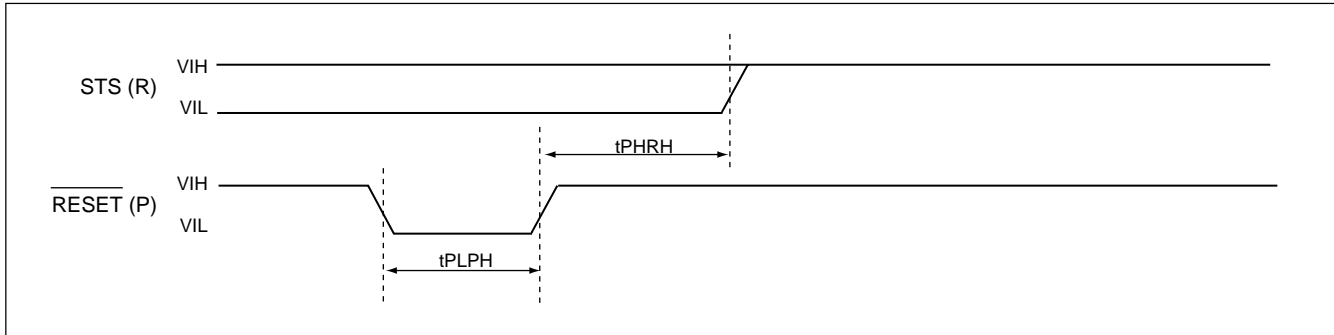 VIH
STS (R)
VIL
tPHRH
VIH
RESET (P)
VIL
tPLPH